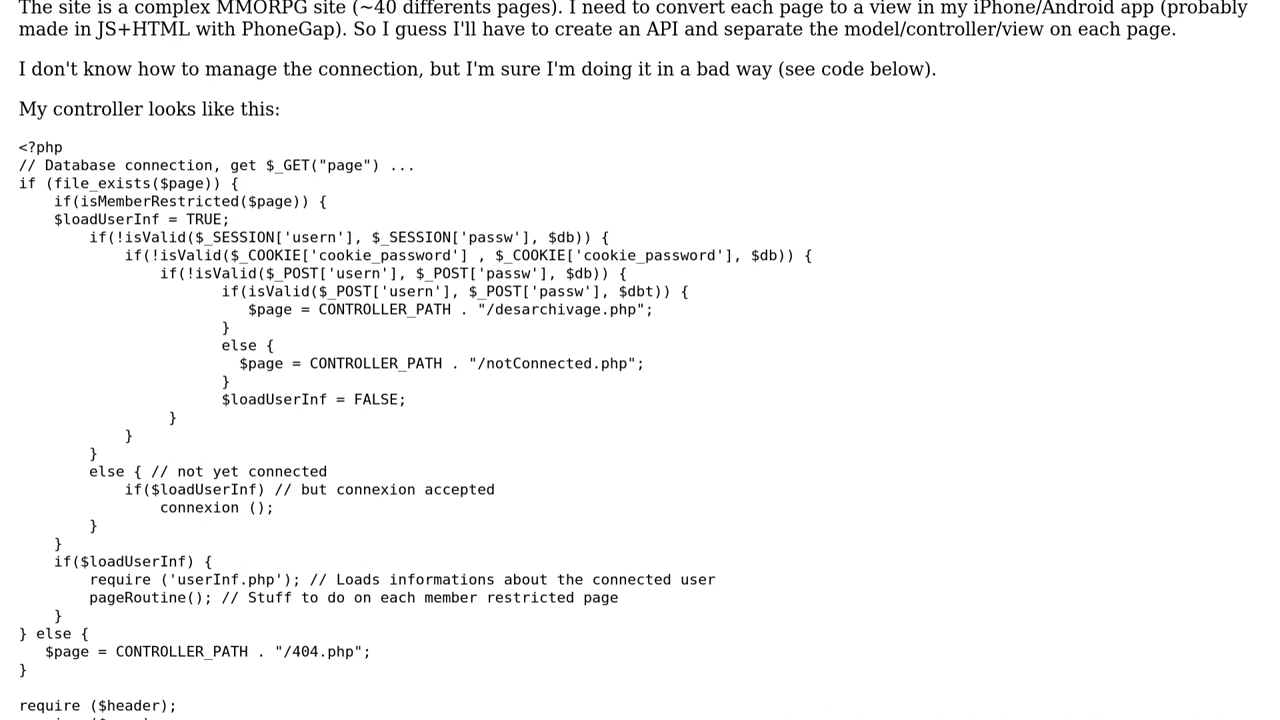 The site is a complex MMORPG site (~40 differents pages). I need to convert each page to a view in my iPhone/Android app (probably
made in JS+HTML with PhoneGap). So I guess I'll have to create an API and separate the model/controller/view on each page.
I don't know how to manage the connection, but I'm sure I'm doing it in a bad way (see code below).
My controller looks like this:
<?php
// Database connection, get $_GET("page") ...
if (file_exists($page)) {
    if(isMemberRestricted($page)) {
    $loadUserInf = TRUE;
        if(!isValid($_SESSION['usern'], $_SESSION['passw'], $db)) {
            if(!isValid($_COOKIE['cookie_password'] , $_COOKIE['cookie_password'], $db)) {
                if(!isValid($_POST['usern'], $_POST['passw'], $db)) {
                       if(isValid($_POST['usern'], $_POST['passw'], $dbt)) {
                          $page = CONTROLLER_PATH . "/desarchivage.php";
                       }
                       else {
                         $page = CONTROLLER_PATH . "/notConnected.php";
                       }
                       $loadUserInf = FALSE;
                 }
            }
        }
        else { // not yet connected
            if($loadUserInf) // but connexion accepted
                connexion ();
        }
    }
    if($loadUserInf) {
        require ('userInf.php'); // Loads informations about the connected user
        pageRoutine(); // Stuff to do on each member restricted page
    }
} else {
   $page = CONTROLLER_PATH . "/404.php";
}
require ($header);